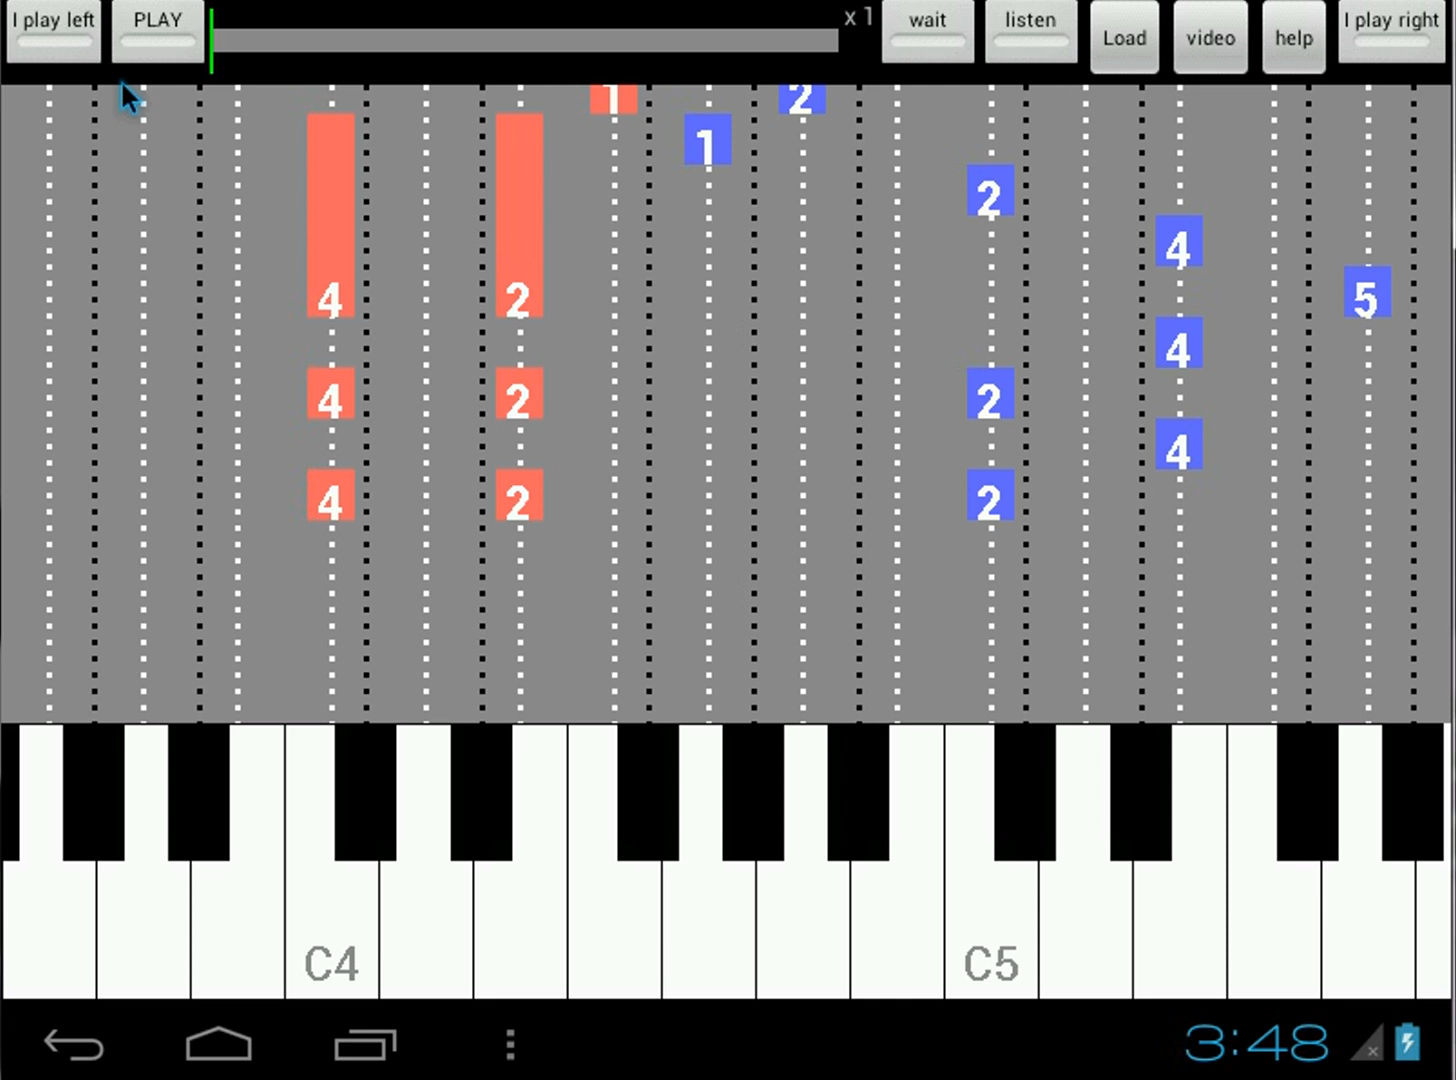 I play left PLAY x 1 wait listen Load video help I play right
1 2
1
2
4
4 2 5
4
4 2 2
4
4 2 2
C4 C5
3:48